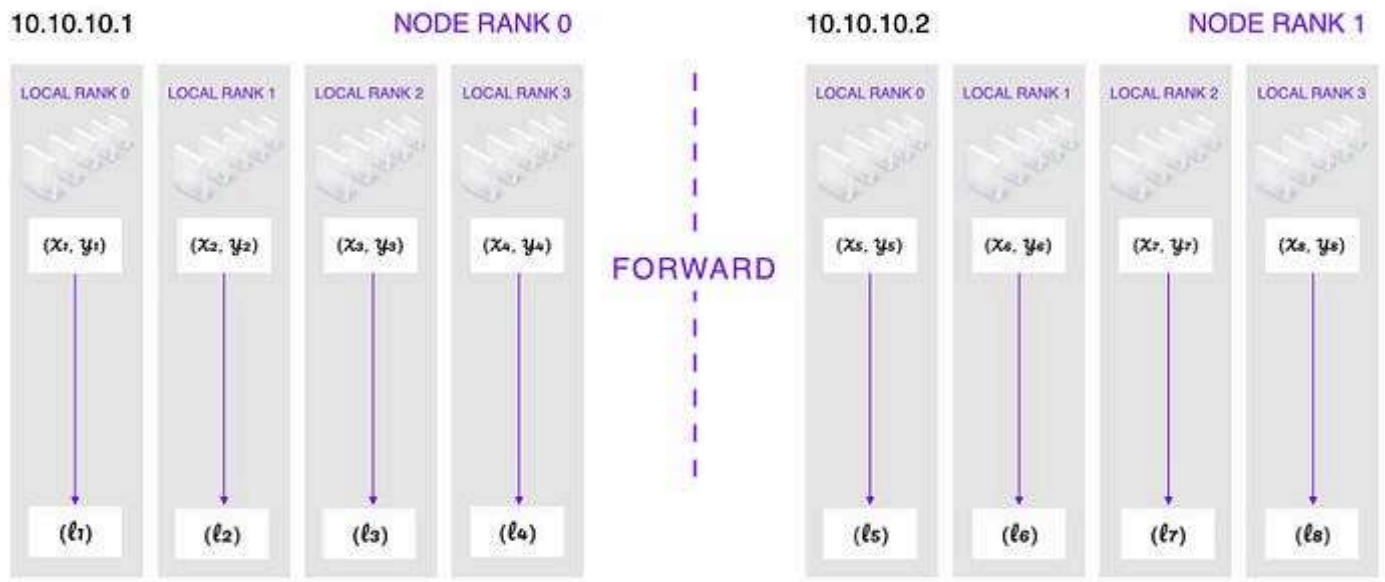 10.10.10.1 NODE RANK 0
LOCAL RANK 0 LOCAL RANK 1 LOCAL RANK 2 LOCAL RANK 3
(x₁, y₁) (x₂, y₂) (x₃, y₃) (x₄, y₄)
(ℓ₁) (ℓ₂) (ℓ₃) (ℓ₄)
FORWARD
10.10.10.2 NODE RANK 1
LOCAL RANK 0 LOCAL RANK 1 LOCAL RANK 2 LOCAL RANK 3
(x₅, y₅) (x₆, y₆) (x₇, y₇) (x₈, y₈)
(ℓ₅) (ℓ₆) (ℓ₇) (ℓ₈)